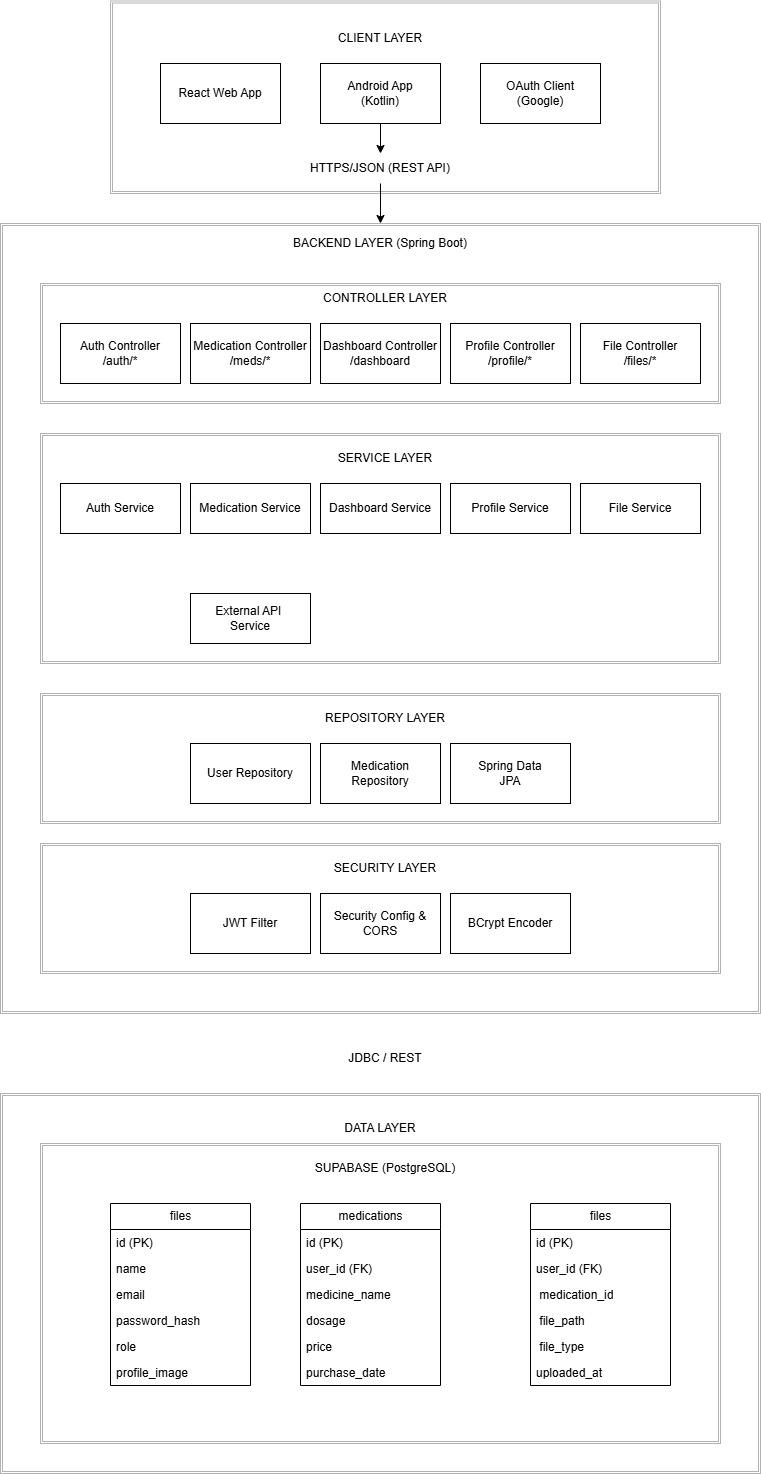 CLIENT LAYER
React Web App
Android App
(Kotlin)
OAuth Client
(Google)
HTTPS/JSON (REST API)
BACKEND LAYER (Spring Boot)
CONTROLLER LAYER
Auth Controller
/auth/*
Medication Controller
/meds/*
Dashboard Controller
/dashboard
Profile Controller
/profile/*
File Controller
/files/*
SERVICE LAYER
Auth Service
Medication Service
Dashboard Service
Profile Service
File Service
External API
Service
REPOSITORY LAYER
User Repository
Medication
Repository
Spring Data
JPA
SECURITY LAYER
JWT Filter
Security Config &
CORS
BCrypt Encoder
JDBC / REST
DATA LAYER
SUPABASE (PostgreSQL)
files
id (PK)
name
email
password_hash
role
profile_image
medications
id (PK)
user_id (FK)
medicine_name
dosage
price
purchase_date
files
id (PK)
user_id (FK)
medication_id
file_path
file_type
uploaded_at